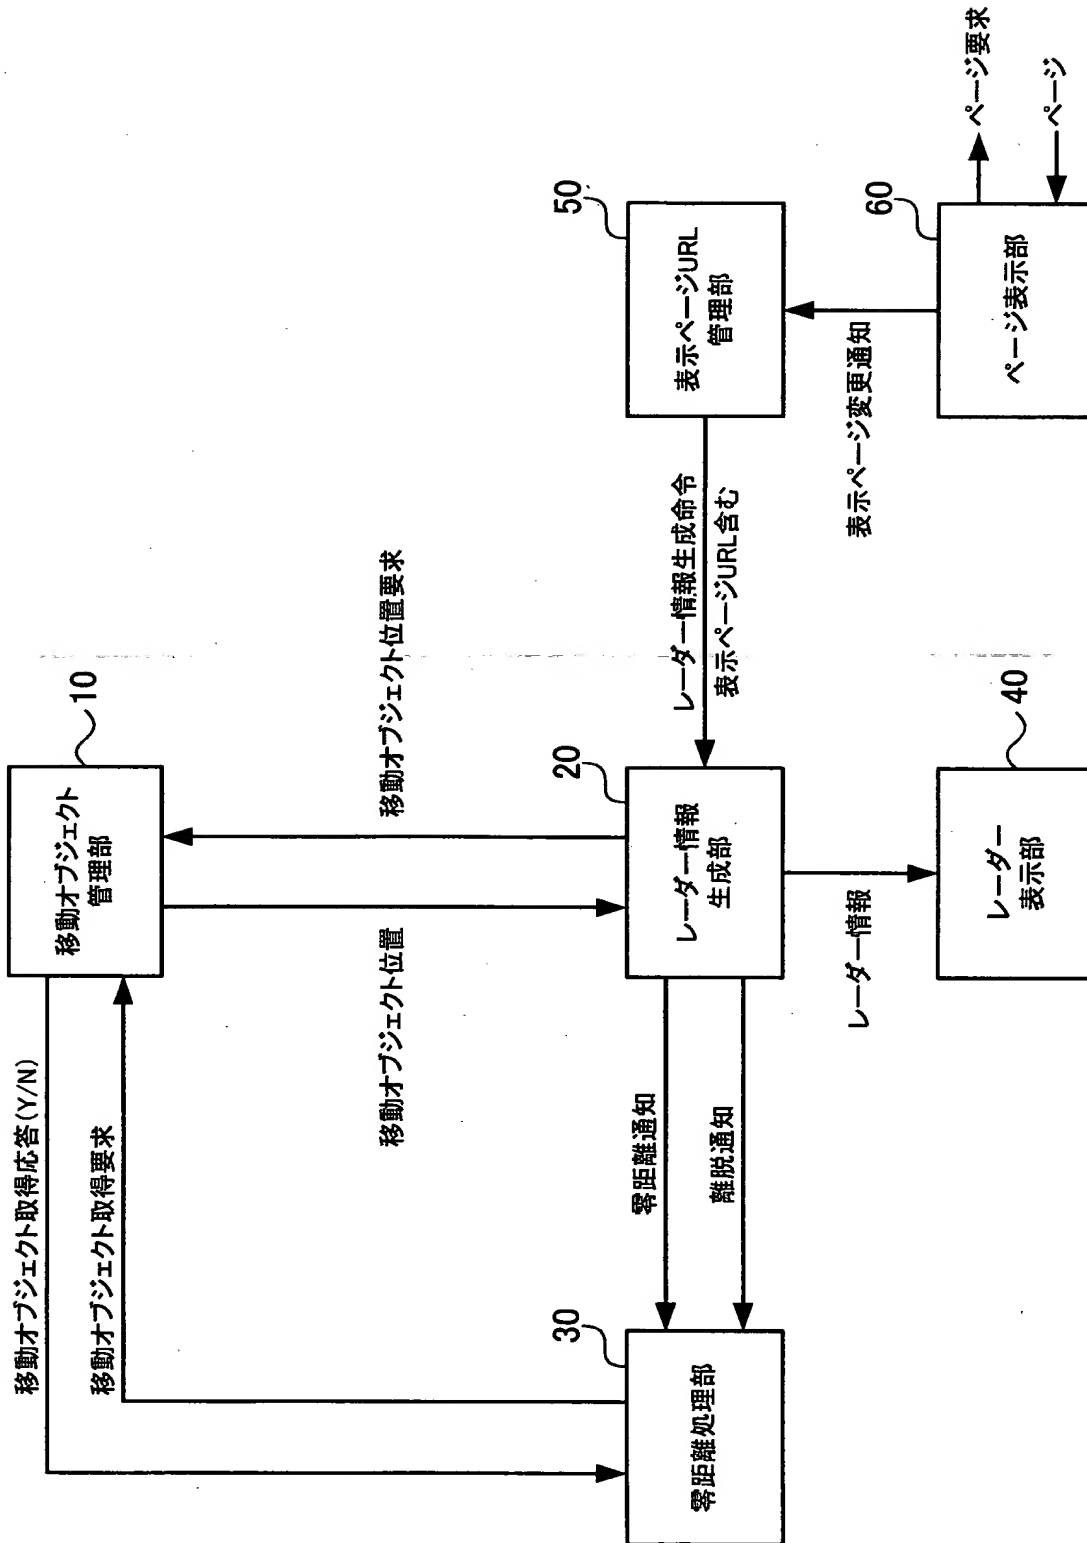 移動オブジェクト取得応答(Y/N)
移動オブジェクト取得要求
移動オブジェクト
管理部
10
移動オブジェクト位置
移動オブジェクト位置要求
30
零距離処理部
零距離通知
離脱通知
20
レーダー情報
生成部
レーダー情報生成命令
表示ページURL含む
50
表示ページURL
管理部
レーダー情報
40
レーダー
表示部
表示ページ変更通知
60
ページ表示部
ページ要求
ページ